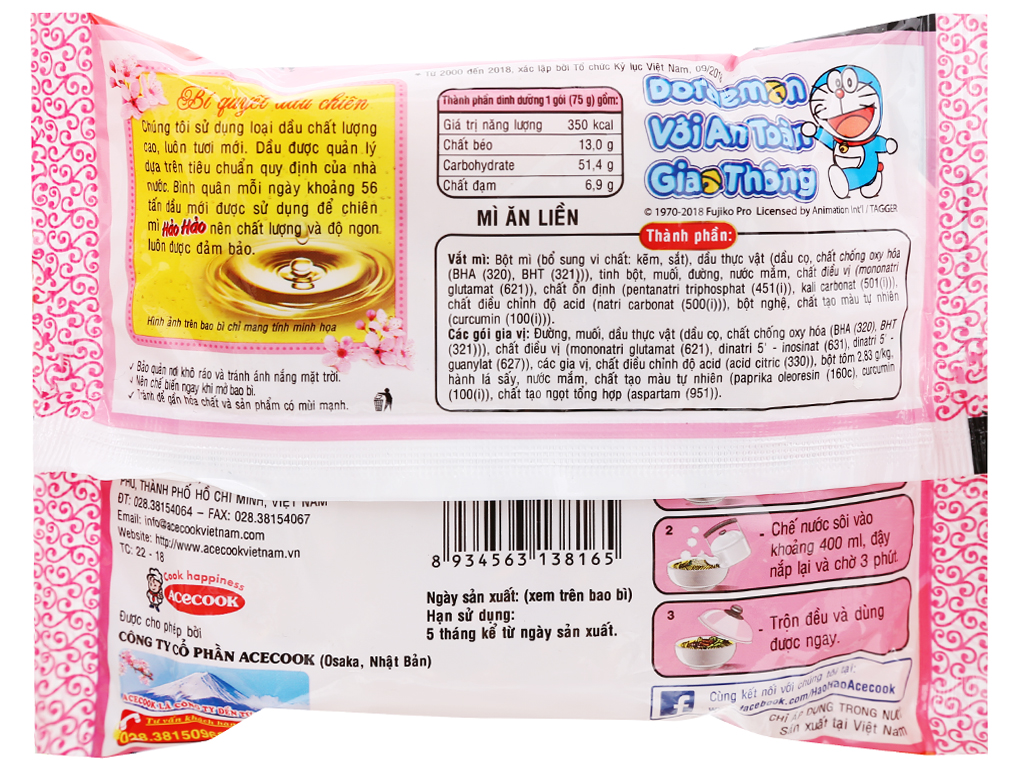 Từ 2000 đến 2018, xác lập bởi Tổ chức Kỷ lục Việt Nam,
Bí quyết dầu chiên
Chúng tôi sử dụng loại dầu chất lượng
cao, luôn tươi mới. Dầu được quản lý
dựa trên tiêu chuẩn quy định của nhà
nước. Bình quân mỗi ngày khoảng 56
tấn dầu mới được sử dụng để chiên
mì Hảo Hảo nên chất lượng và độ ngon
luôn được đảm bảo.
Hình ảnh trên bao bì chỉ mang tính minh họa
✓ Bảo quản nơi khô ráo và tránh ánh nắng mặt trời.
✓ Nên chế biến ngay khi mở bao bì.
✓ Tránh để gần hóa chất và sản phẩm có mùi mạnh.
Thành phần dinh dưỡng 1 gói (75 g) gồm:
Giá trị năng lượng 350 kcal
Chất béo 13,0 g
Carbohydrate 51,4 g
Chất đạm 6,9 g
Doraemon
Với An Toàn
Giao Thông
© 1970-2018 Fujiko Pro Licensed by Animation Int'l / TAGGER
MÌ ĂN LIỀN
Thành phần:
Vắt mì: Bột mì (bổ sung vi chất: kẽm, sắt), dầu thực vật (dầu cọ, chất chống oxy hóa
(BHA (320), BHT (321))), tinh bột, muối, đường, nước mắm, chất điều vị (mononatri
glutamat (621)), chất ổn định (pentanatri triphosphat (451(i)), kali carbonat (501(i))),
chất điều chỉnh độ acid (natri carbonat (500(i))), bột nghệ, chất tạo màu tự nhiên
(curcumin (100(i))).
Các gói gia vị: Đường, muối, dầu thực vật (dầu cọ, chất chống oxy hóa (BHA (320), BHT
(321))), chất điều vị (mononatri glutamat (621), dinatri 5' - inosinat (631), dinatri 5' -
guanylat (627)), các gia vị, chất điều chỉnh độ acid (acid citric (330)), bột tôm 2.83 g/kg,
hành lá sấy, nước mắm, chất tạo màu tự nhiên (paprika oleoresin (160c), curcumin
(100(i)), chất tạo ngọt tổng hợp (aspartam (951)).
PHÚ, THÀNH PHỐ HỒ CHÍ MINH, VIỆT NAM
ĐT: 028.38154064 – FAX: 028.38154067
Email: info@acecookvietnam.com
Website: http://www.acecookvietnam.vn
TC: 22 - 18
Cook happiness
ACECOOK
Được cho phép bởi
CÔNG TY CỔ PHẦN ACECOOK (Osaka, Nhật Bản)
ACECOOK LÀ CÔNG TY ĐẾN
Tư vấn khách
028.3815096
8 934563 138165
Ngày sản xuất: (xem trên bao bì)
Hạn sử dụng:
5 tháng kể từ ngày sản xuất.
2
- Chế nước sôi vào
khoảng 400 ml, đậy
nắp lại và chờ 3 phút.
3
- Trộn đều và dùng
được ngay.
f
Cùng kết nối với chúng tôi tại:
www.facebook.com/HaoHaoAcecook
CHỈ ÁP DỤNG TRONG NƯỚC
Sản xuất tại Việt Nam